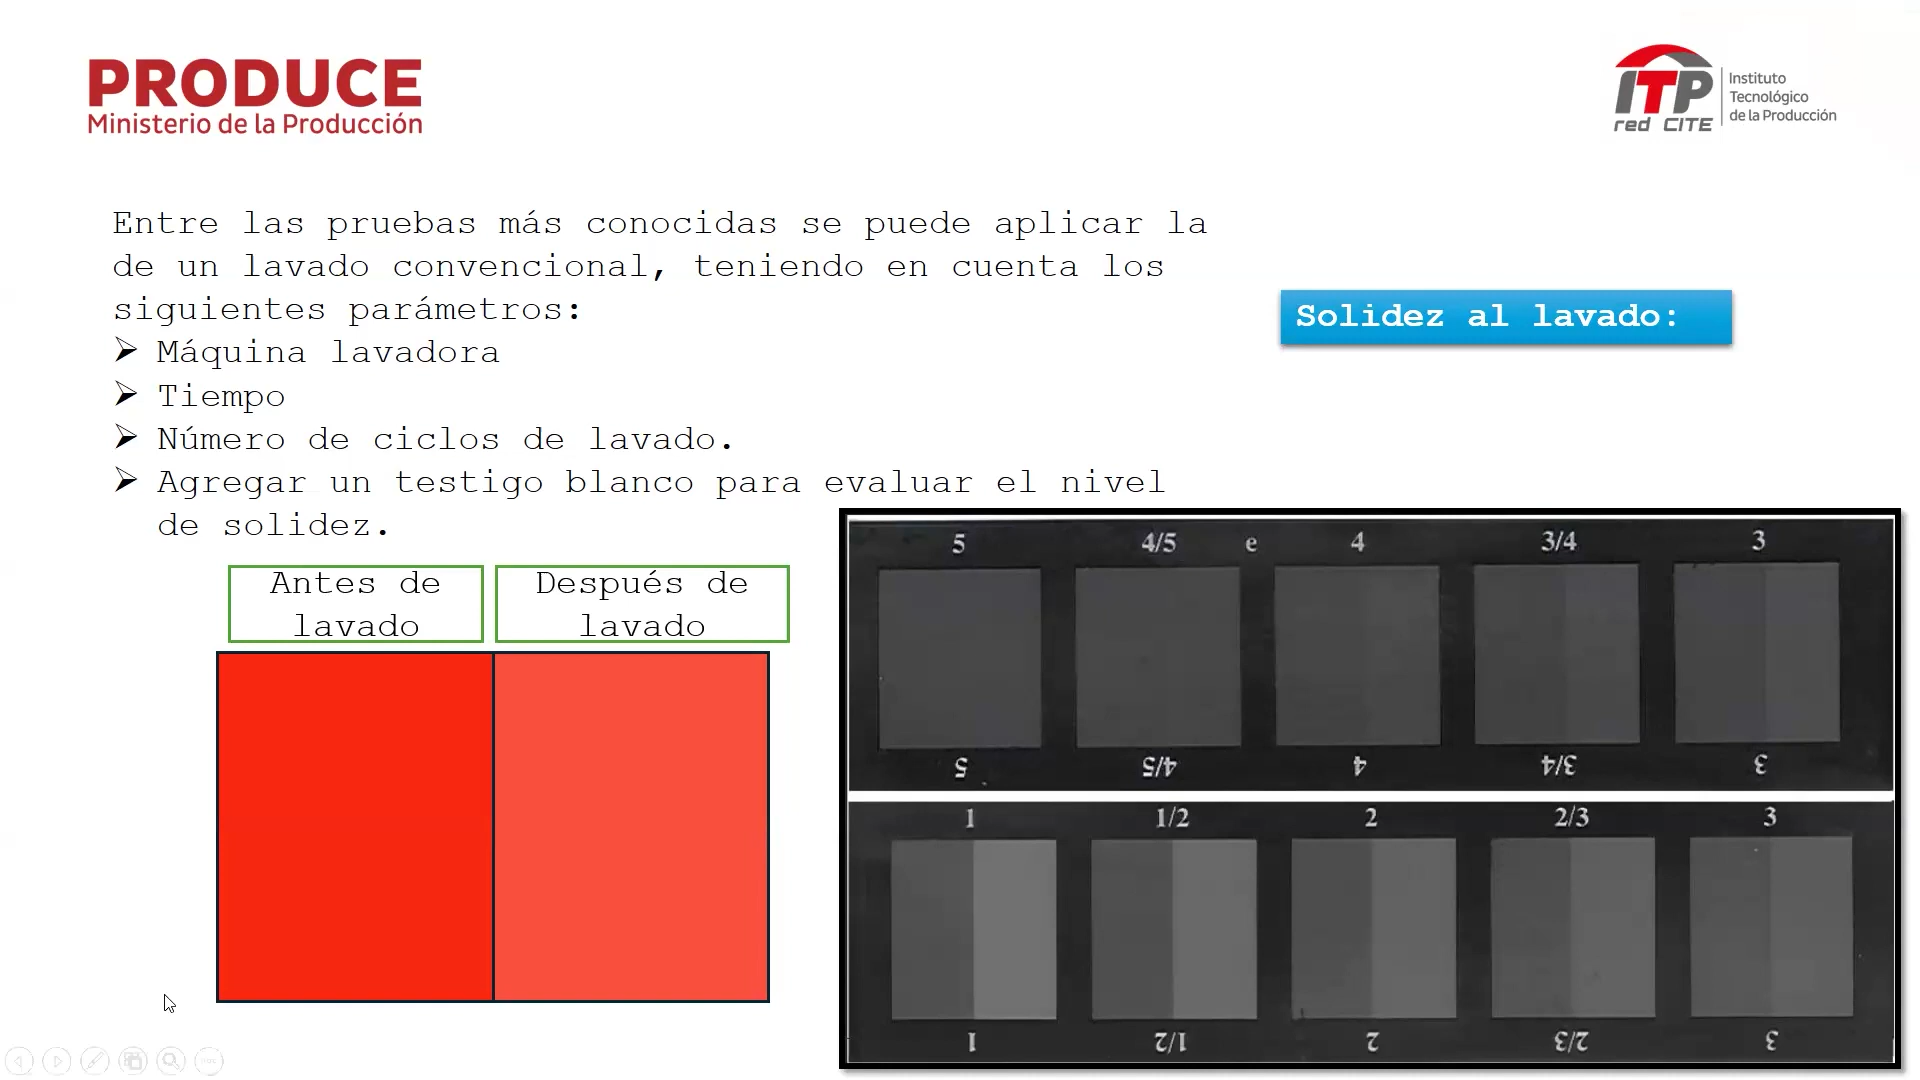 PRODUCE
Ministerio de la Producción
ITP
red CITE
Instituto
Tecnológico
de la Producción
Entre las pruebas más conocidas se puede aplicar la
de un lavado convencional, teniendo en cuenta los
siguientes parámetros:
Máquina lavadora
Tiempo
Número de ciclos de lavado.
Agregar un testigo blanco para evaluar el nivel
de solidez.
Solidez al lavado:
Antes de
lavado
Después de
lavado
5 4/5 e 4 3/4 3
5 4/5 4 3/4 3
1 1/2 2 2/3 3
1 1/2 2 2/3 3